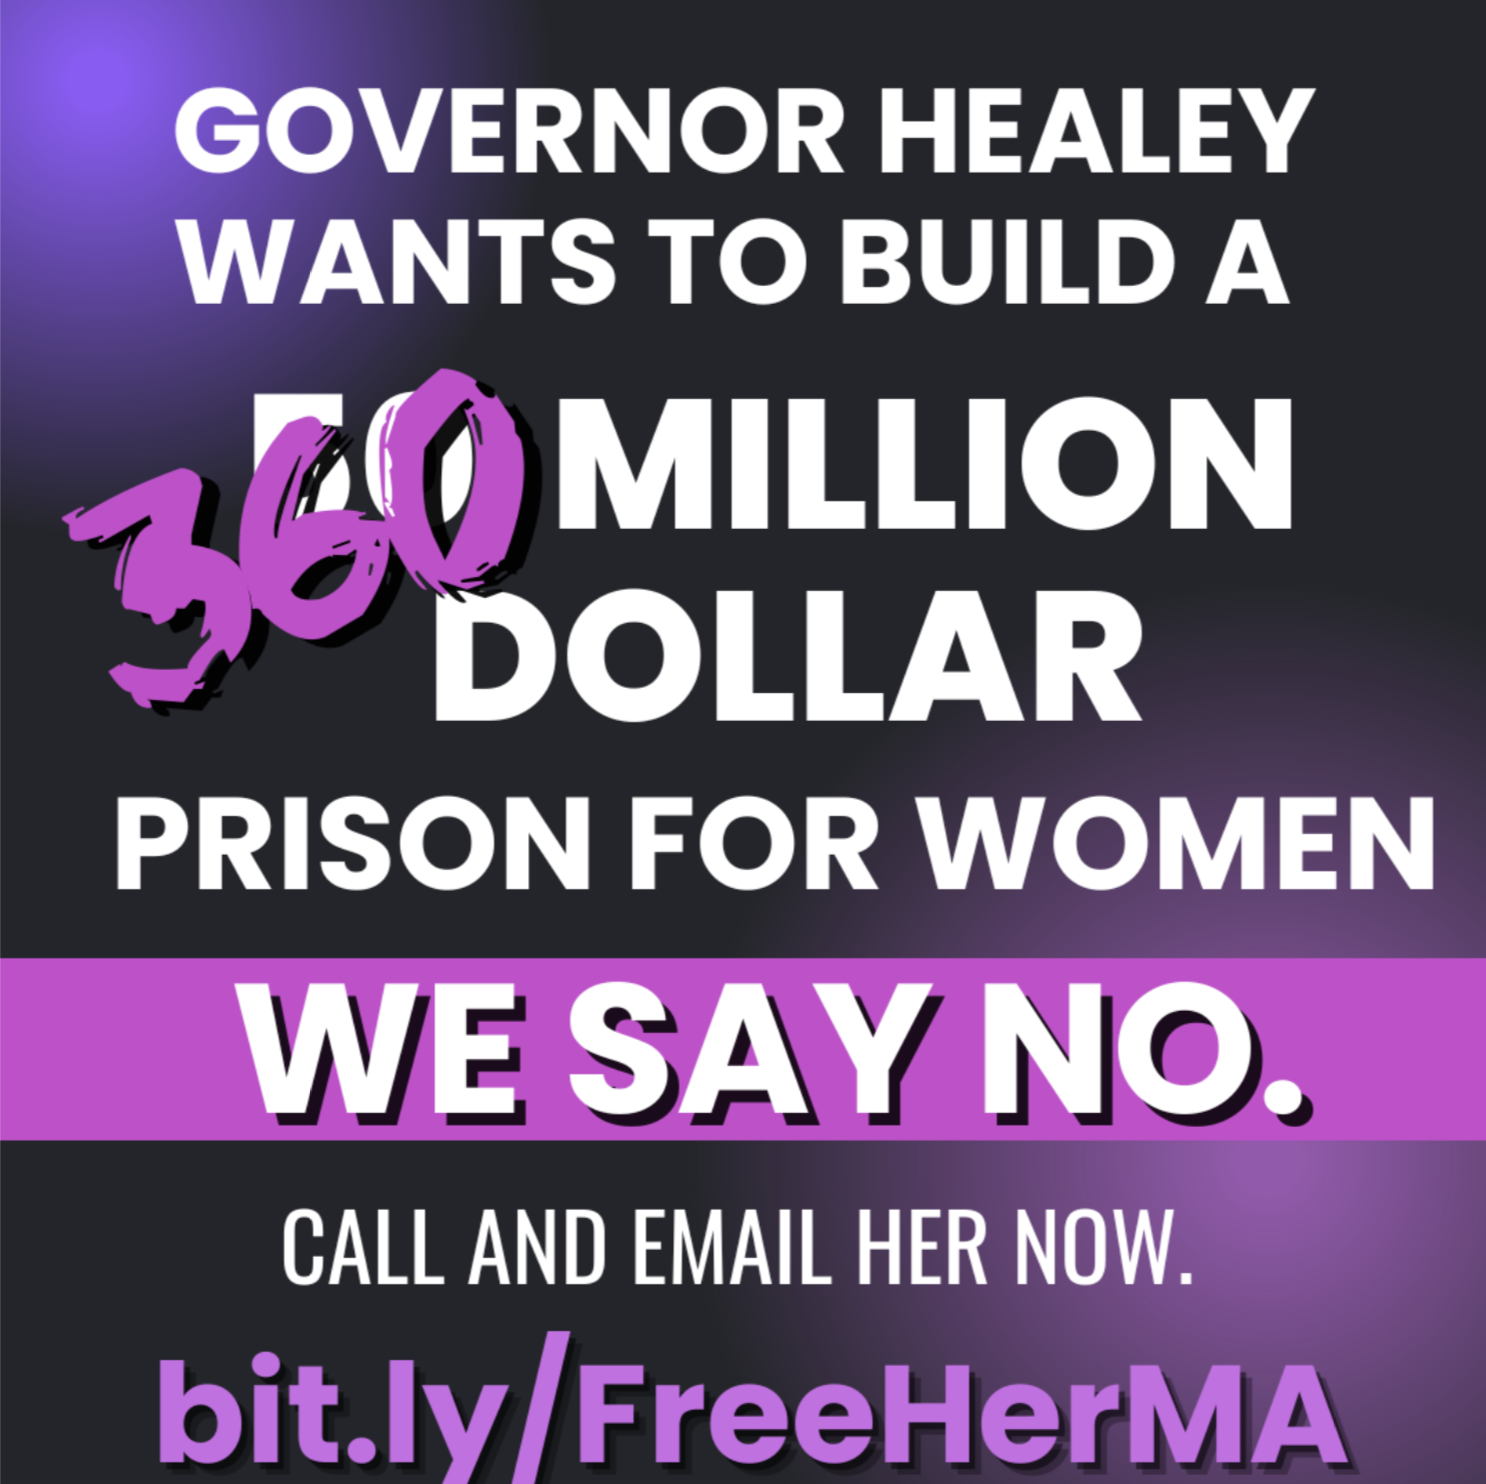 GOVERNOR HEALEY
WANTS TO BUILD A
50 MILLION
360
DOLLAR
PRISON FOR WOMEN
WE SAY NO.
CALL AND EMAIL HER NOW.
bit.ly/FreeHerMA